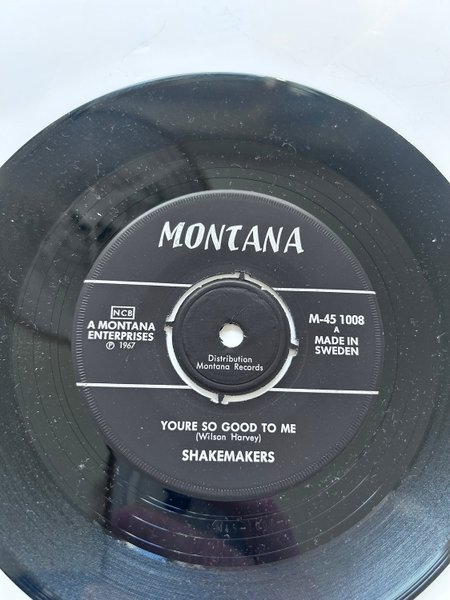 MONTANA
NCB
A MONTANA
ENTERPRISES
℗ 1967
M-45 1008
A
MADE IN
SWEDEN
Distribution
Montana Records
YOURE SO GOOD TO ME
(Wilson Harvey)
SHAKEMAKERS